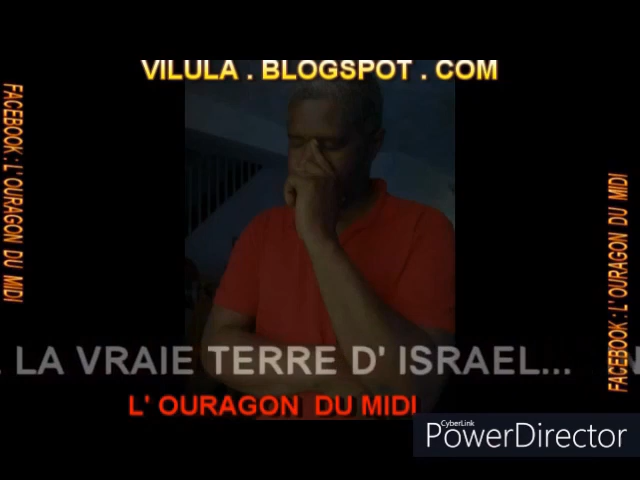 VILULA . BLOGSPOT . COM
FACEBOOK : L' OURAGON DU MIDI
FACEBOOK : L' OURAGON DU MIDI
. LA VRAIE TERRE D' ISRAEL...
L' OURAGON DU MIDI
CyberLink
PowerDirector